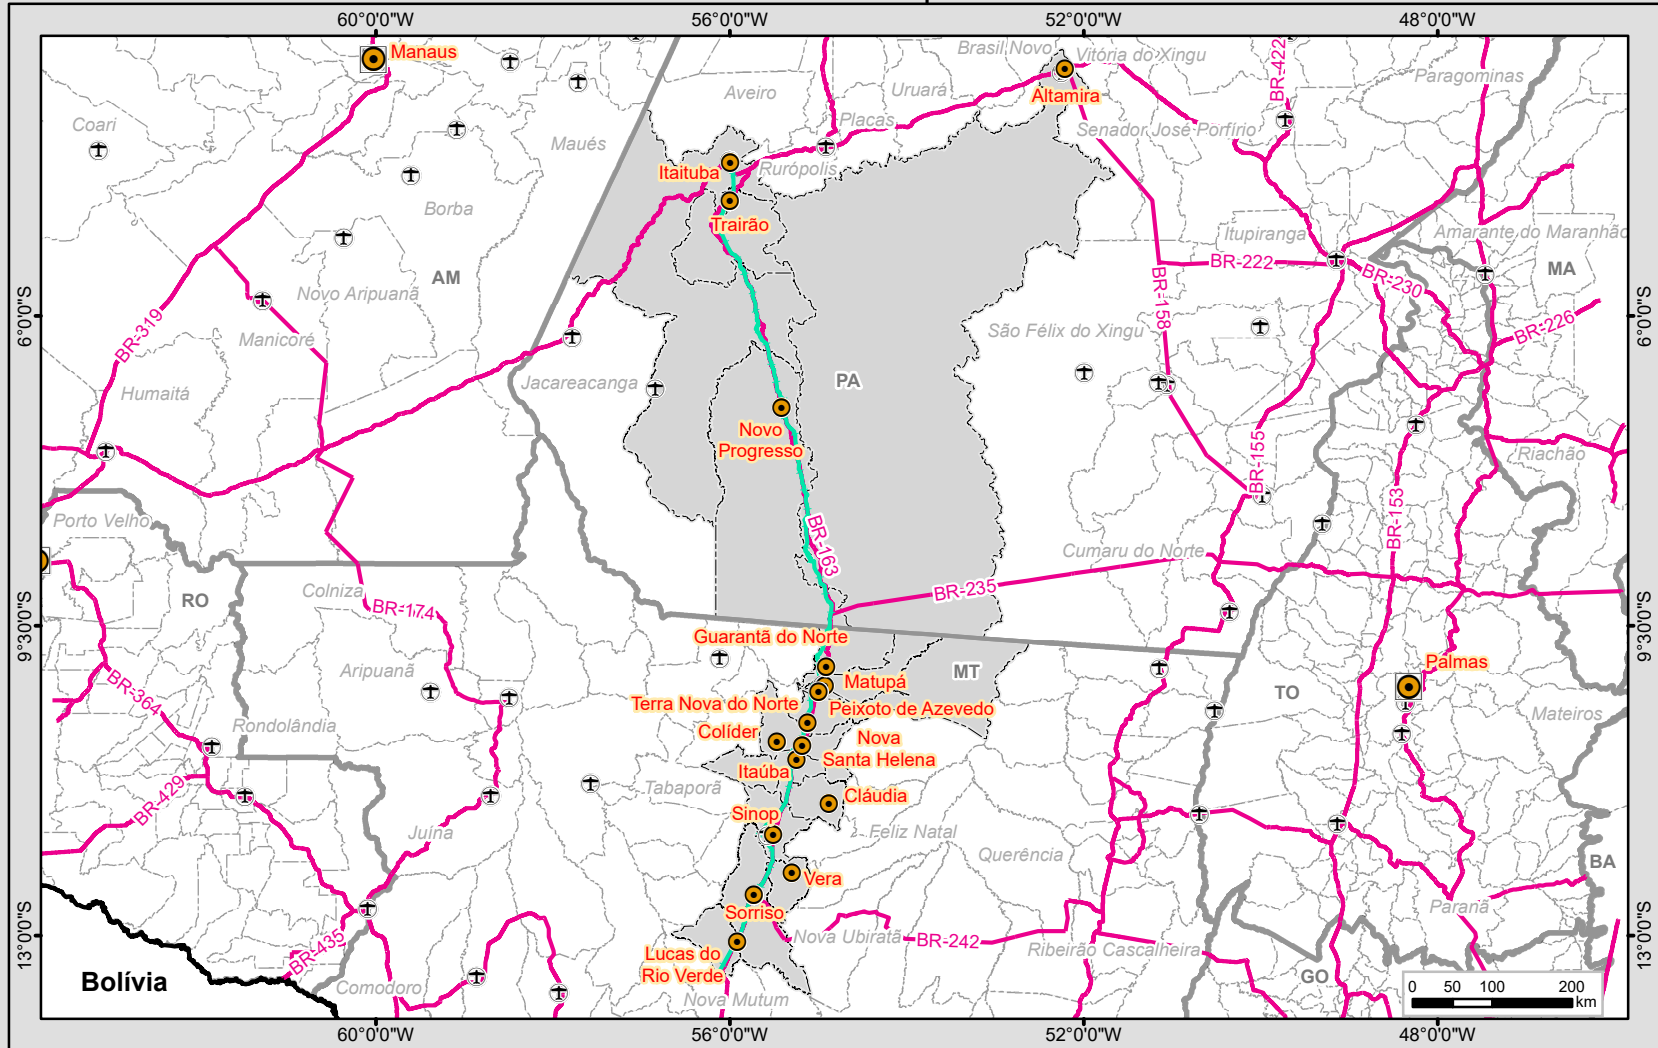 60°0'0"W
56°0'0"W
52°0'0"W
48°0'0"W
Manaus
Brasil Novo
Vitória do Xingu
BR-422
Paragominas
Aveiro
Uruará
Altamira
Coari
Placas
Senador José Porfírio
Maués
Itaituba
Rurópolis
Borba
Trairão
Itupiranga
Amarante do Maranhão
AM
BR-222
MA
Novo Aripuanã
BR-158
BR-230
6°0'0"S
6°0'0"S
BR-319
Manicoré
São Félix do Xingu
BR-226
Humaitá
Jacareacanga
PA
Novo
Progresso
BR-155
Riachão
BR-153
Porto Velho
BR-163
Cumaru do Norte
RO
Colniza
BR-174
BR-235
9°30'0"S
9°30'0"S
Guarantã do Norte
Aripuanã
MT
Palmas
BR-364
Matupá
Terra Nova do Norte
Peixoto de Azevedo
TO
Rondolândia
Colíder
Nova
Santa Helena
Mateiros
Itaúba
Tabaporã
Cláudia
BR-429
Sinop
Juína
Feliz Natal
Querência
BA
Vera
Sorriso
Paranã
13°0'0"S
13°0'0"S
Nova Ubiratã
BR-242
Ribeirão Cascalheira
BR-435
Lucas do
Rio Verde
Bolívia
Comodoro
Nova Mutum
GO
0 50 100 200
km
60°0'0"W
56°0'0"W
52°0'0"W
48°0'0"W